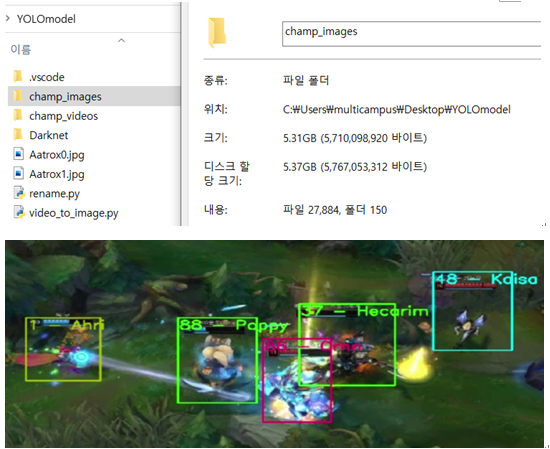 YOLOmodel
이름
.vscode
champ_images
champ_videos
Darknet
Aatrox0.jpg
Aatrox1.jpg
rename.py
video_to_image.py
champ_images
종류: 파일 폴더
위치: C:₩Users₩multicampus₩Desktop₩YOLOmodel
크기: 5.31GB (5,710,098,920 바이트)
디스크 할 5.37GB (5,767,053,312 바이트)
당 크기:
내용: 파일 27,884, 폴더 150
48 - Kaisa
37 - Hecarim
1 - Ahri
88 - Poppy